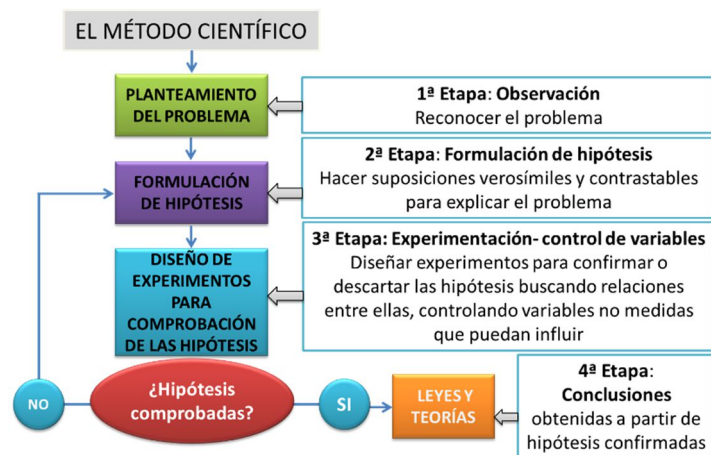 EL MÉTODO CIENTÍFICO
PLANTEAMIENTO
DEL PROBLEMA
1ª Etapa: Observación
Reconocer el problema
FORMULACIÓN
DE HIPÓTESIS
2ª Etapa: Formulación de hipótesis
Hacer suposiciones verosímiles y contrastables
para explicar el problema
DISEÑO DE
EXPERIMENTOS
PARA
COMPROBACIÓN
DE LAS HIPÓTESIS
3ª Etapa: Experimentación- control de variables
Diseñar experimentos para confirmar o
descartar las hipótesis buscando relaciones
entre ellas, controlando variables no medidas
que puedan influir
NO
¿Hipótesis
comprobadas?
SI
LEYES Y
TEORÍAS
4ª Etapa:
Conclusiones
obtenidas a partir de
hipótesis confirmadas